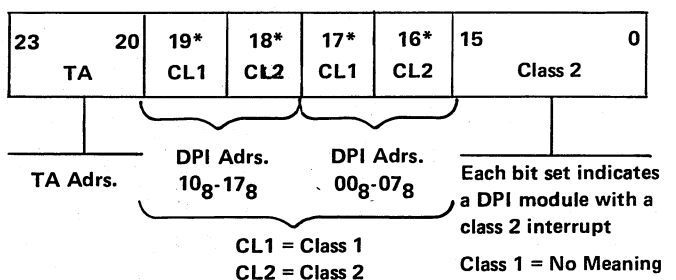 23 20 19* 18* 17* 16* 15 0
TA CL1 CL2 CL1 CL2 Class 2
TA Adrs.
DPI Adrs.
10₈-17₈
DPI Adrs.
00₈-07₈
Each bit set indicates
a DPI module with a
class 2 interrupt
Class 1 = No Meaning
CL1 = Class 1
CL2 = Class 2